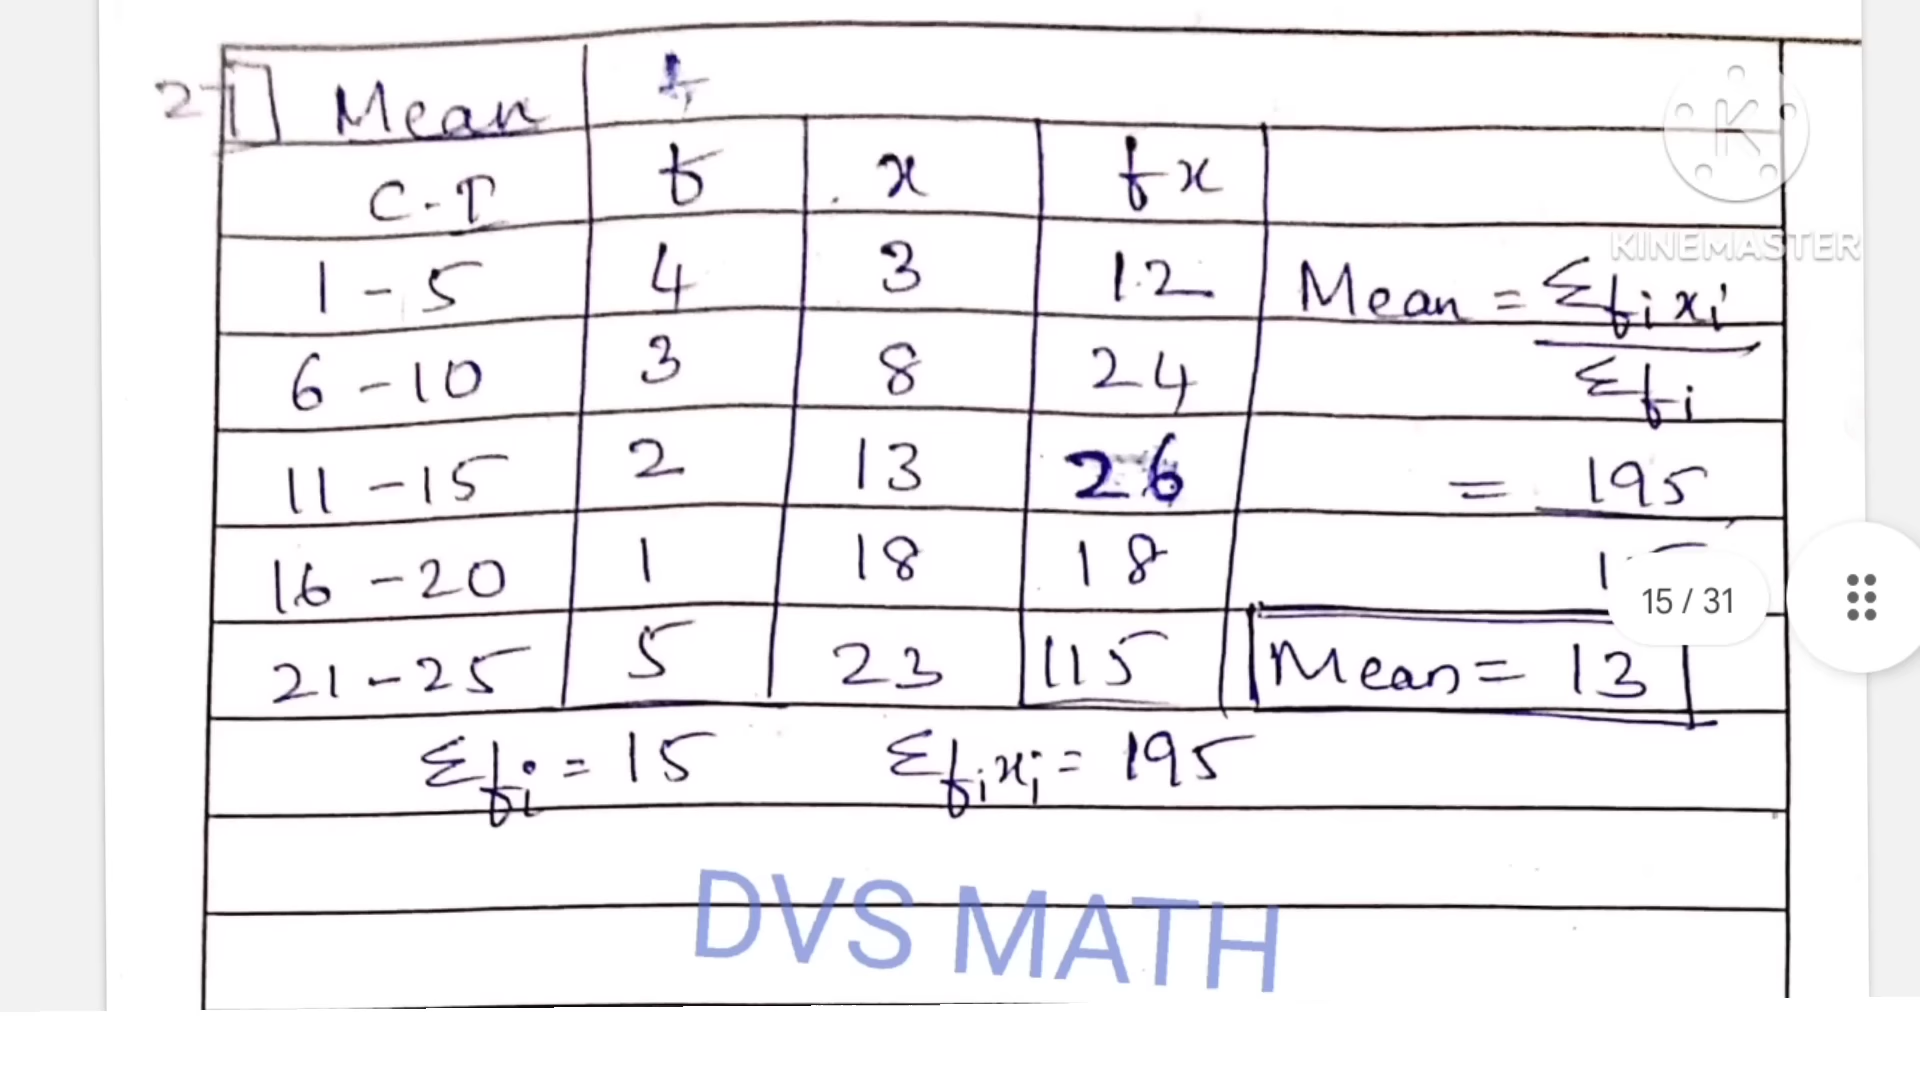 27] Mean
C-I f x fx
1-5 4 3 12 Mean = Σfixi
6-10 3 8 24 Σfi
11-15 2 13 26 = 195
16-20 1 18 18
21-25 5 23 115 Mean = 13
Σfi = 15 Σfixi = 195
KINEMASTER
15 / 31
DVS MATH